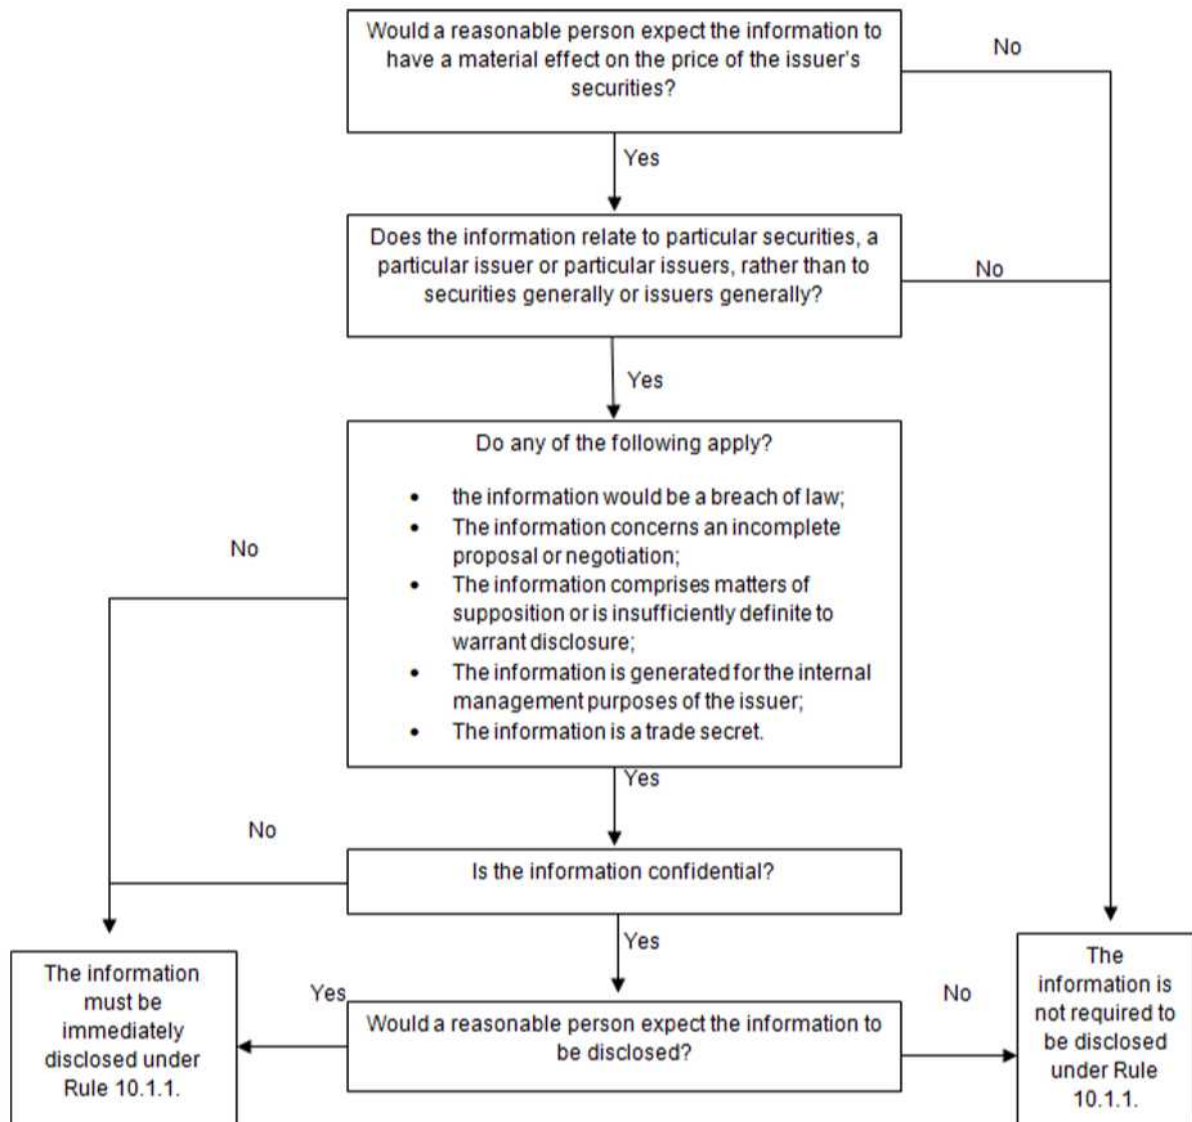 Would a reasonable person expect the information to
have a material effect on the price of the issuer's
securities?
No
Yes
Does the information relate to particular securities, a
particular issuer or particular issuers, rather than to
securities generally or issuers generally?
No
Yes
Do any of the following apply?
• the information would be a breach of law;
• The information concerns an incomplete
proposal or negotiation;
• The information comprises matters of
supposition or is insufficiently definite to
warrant disclosure;
• The information is generated for the internal
management purposes of the issuer;
• The information is a trade secret.
No
Yes
No
Is the information confidential?
Yes
The information
must be
immediately
disclosed under
Rule 10.1.1.
Yes
Would a reasonable person expect the information to
be disclosed?
No
The
information is
not required to
be disclosed
under Rule
10.1.1.